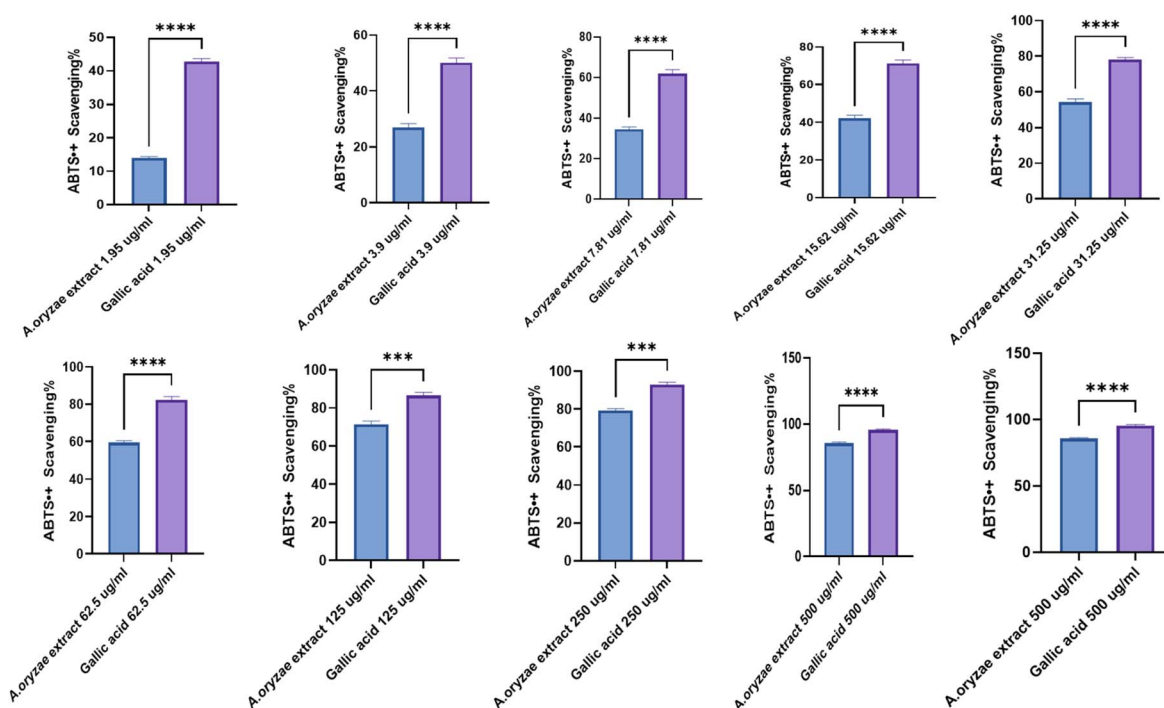 ****
ABTS•+ Scavenging%
50
40
30
20
10
0
A.oryzae extract 1.95 ug/ml
Gallic acid 1.95 ug/ml
****
ABTS•+ Scavenging%
60
40
20
0
A.oryzae extract 3.9 ug/ml
Gallic acid 3.9 ug/ml
****
ABTS•+ Scavenging%
80
60
40
20
0
A.oryzae extract 7.81 ug/ml
Gallic acid 7.81 ug/ml
****
ABTS•+ Scavenging%
80
60
40
20
0
A.oryzae extract 15.62 ug/ml
Gallic acid 15.62 ug/ml
****
ABTS•+ Scavenging%
100
80
60
40
20
0
A.oryzae extract 31.25 ug/ml
Gallic acid 31.25 ug/ml
****
ABTS•+ Scavenging%
100
80
60
40
20
0
A.oryzae extract 62.5 ug/ml
Gallic acid 62.5 ug/ml
***
ABTS•+ Scavenging%
100
80
60
40
20
0
A.oryzae extract 125 ug/ml
Gallic acid 125 ug/ml
***
ABTS•+ Scavenging%
100
80
60
40
20
0
A.oryzae extract 250 ug/ml
Gallic acid 250 ug/ml
****
ABTS•+ Scavenging%
150
100
50
0
A.oryzae extract 500 ug/ml
Gallic acid 500 ug/ml
****
ABTS•+ Scavenging%
150
100
50
0
A.oryzae extract 500 ug/ml
Gallic acid 500 ug/ml